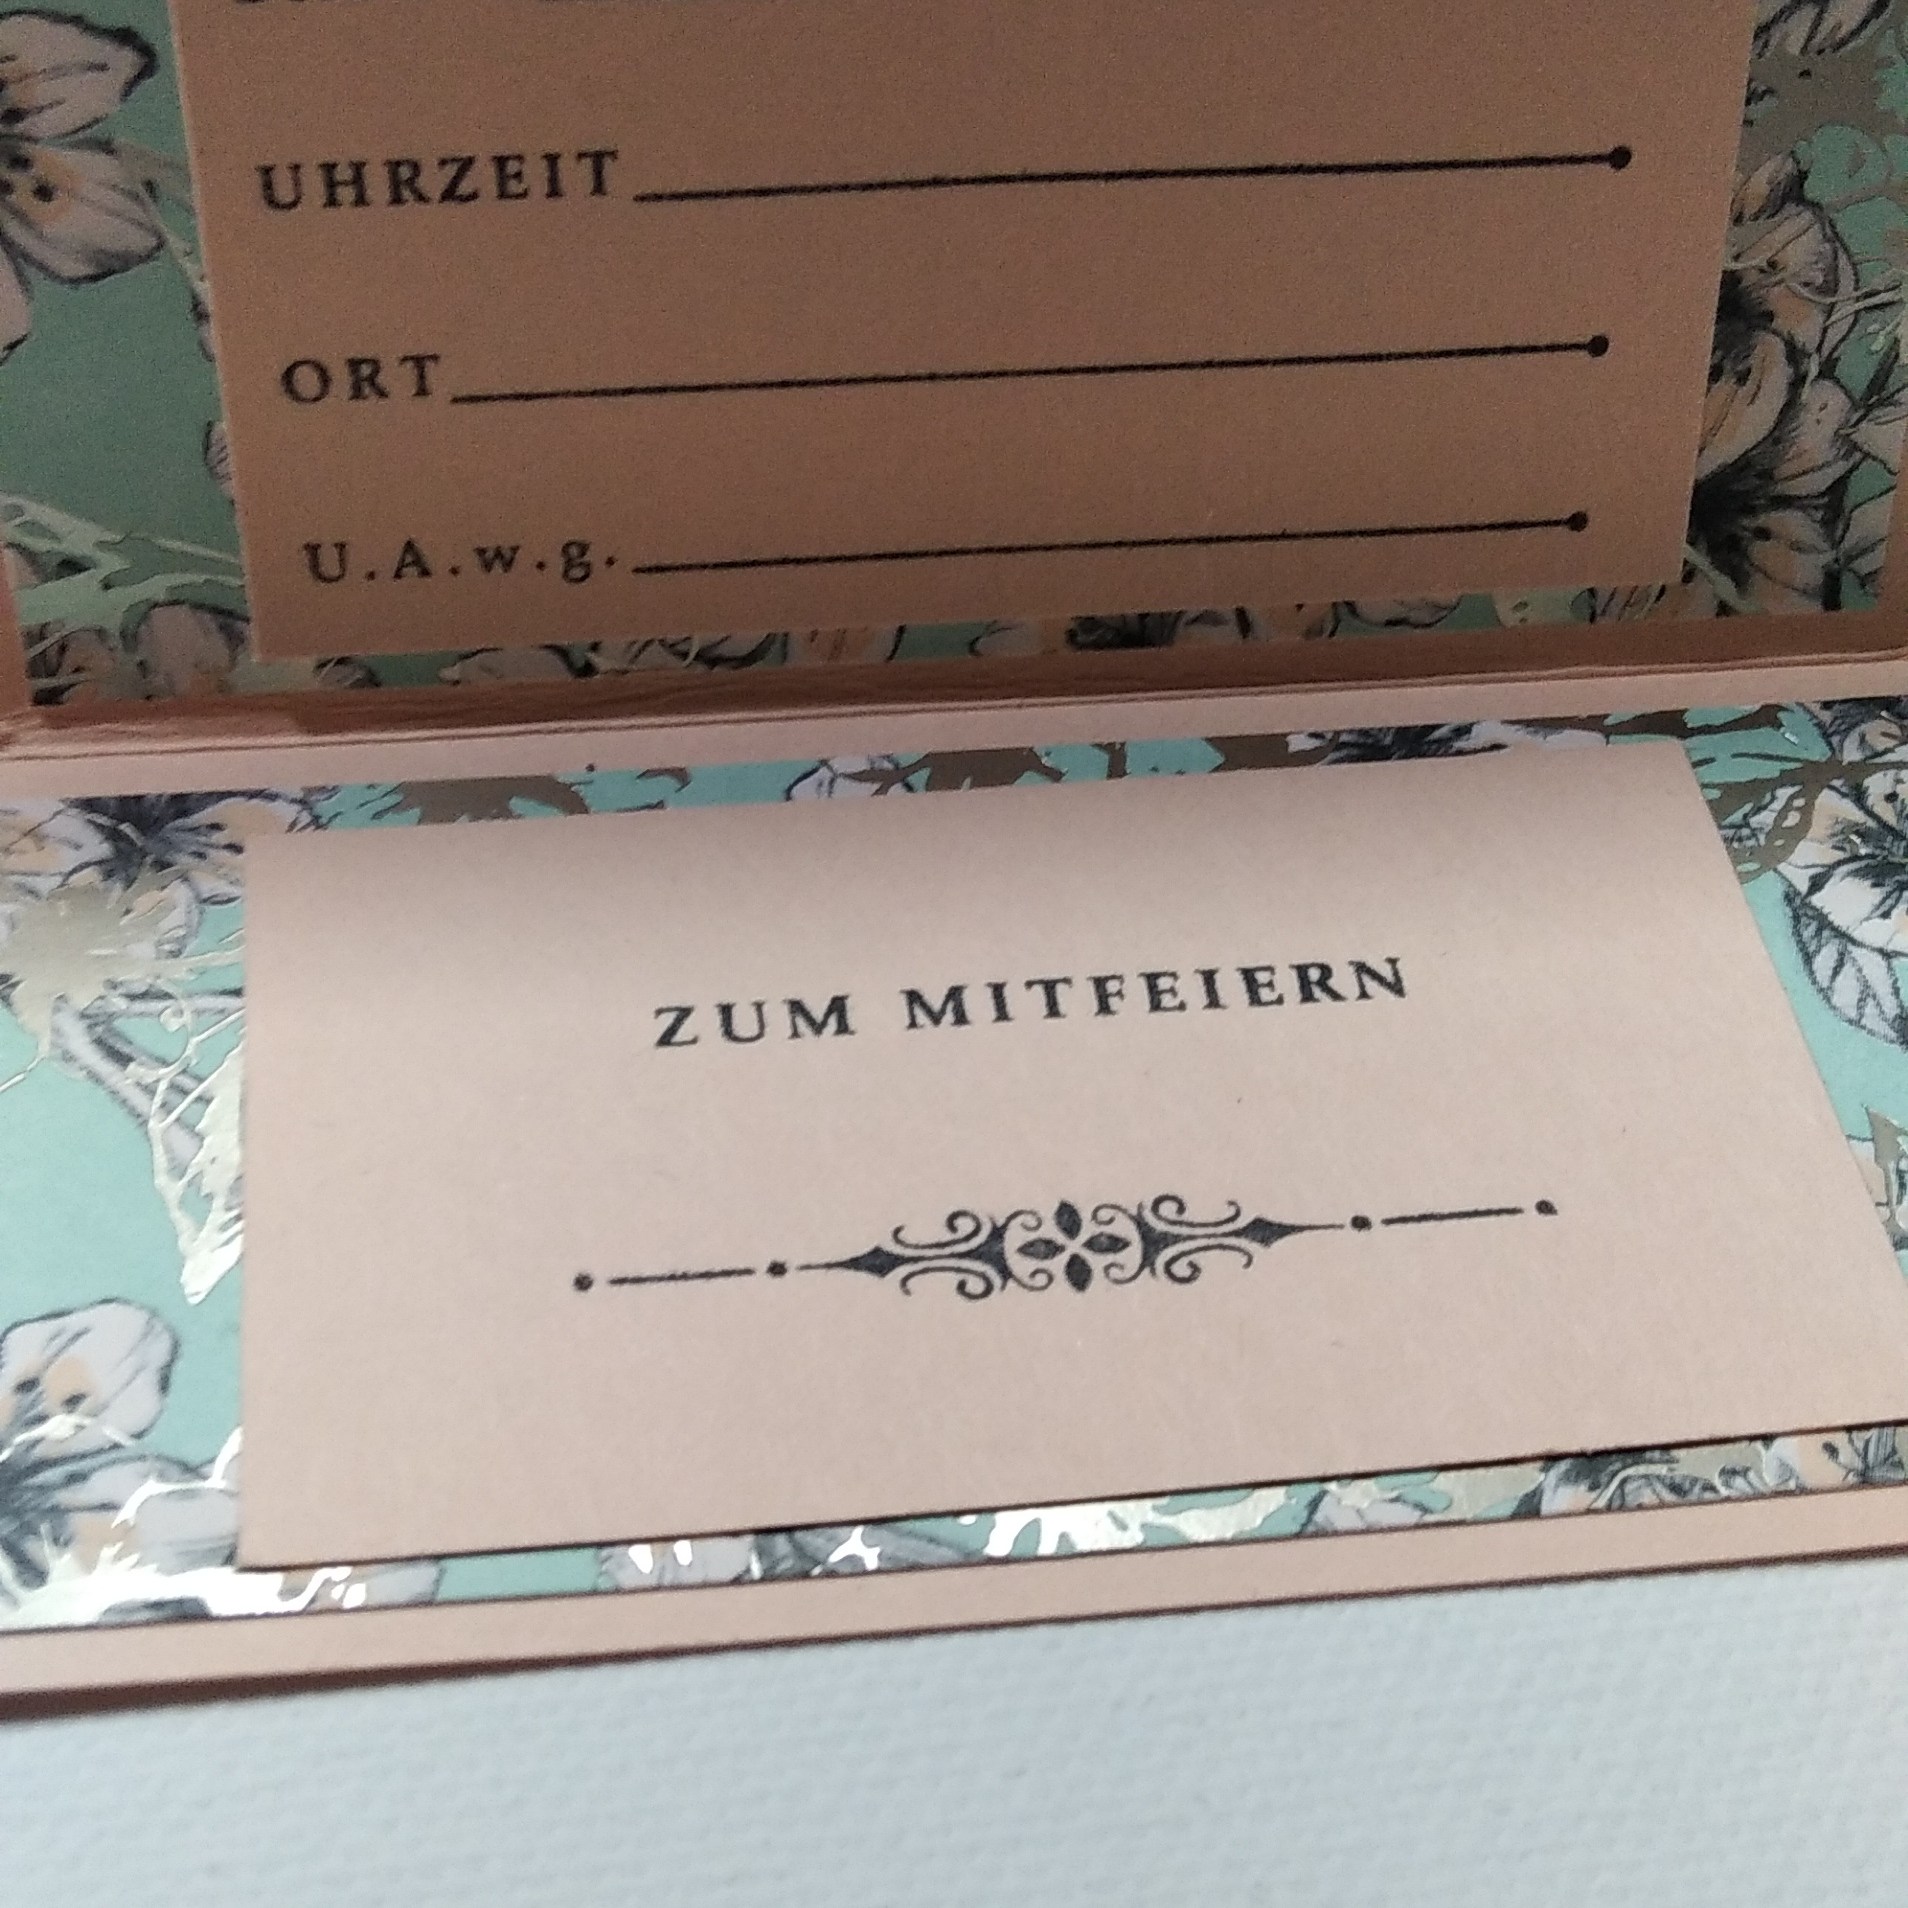 UHRZEIT
ORT
U.A.w.g.
ZUM MITFEIERN